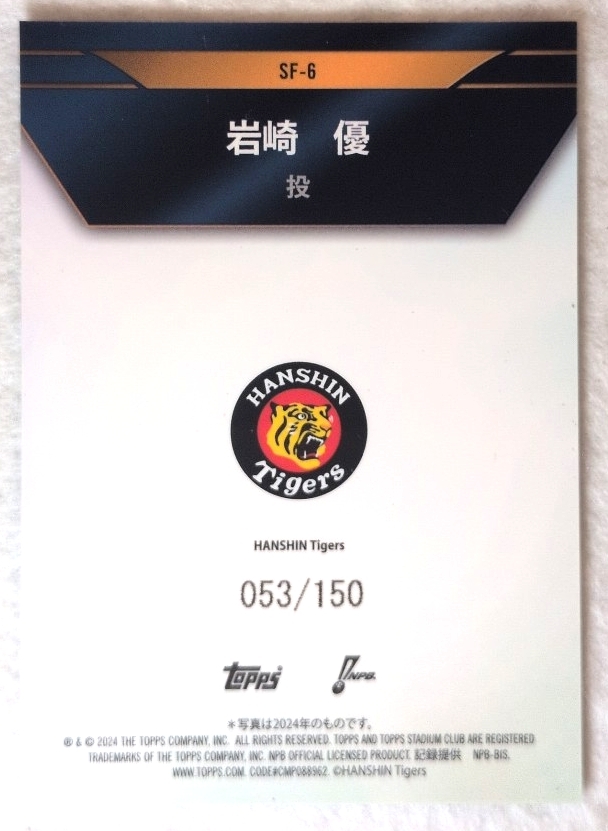 SF-6
岩崎 優
投
HANSHIN
Tigers
HANSHIN Tigers
053/150
topps
NPB
＊写真は2024年のものです。
® & © 2024 THE TOPPS COMPANY, INC. ALL RIGHTS RESERVED. TOPPS AND TOPPS STADIUM CLUB ARE REGISTERED
TRADEMARKS OF THE TOPPS COMPANY, INC. NPB OFFICIAL LICENSED PRODUCT. 記録提供 NPB-BIS.
WWW.TOPPS.COM. CODE#CMP088962. ©HANSHIN Tigers